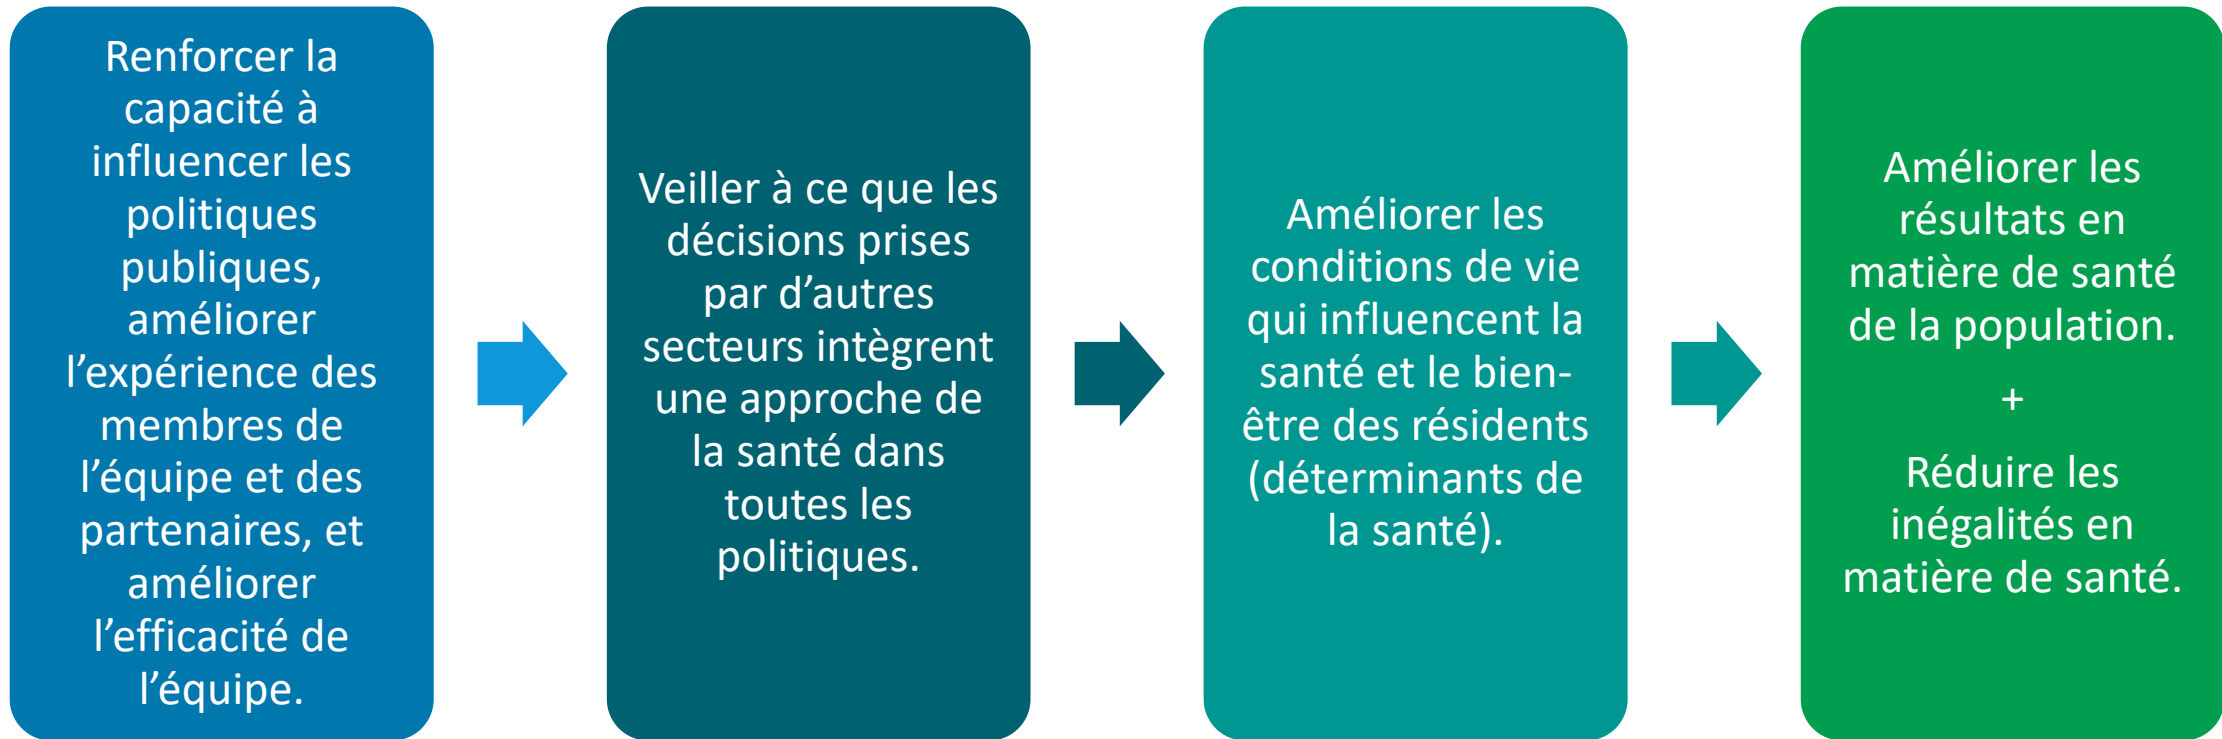 Renforcer la
capacité à
influencer les
politiques
publiques,
améliorer
l’expérience des
membres de
l’équipe et des
partenaires, et
améliorer
l’efficacité de
l’équipe.
Veiller à ce que les
décisions prises
par d’autres
secteurs intègrent
une approche de
la santé dans
toutes les
politiques.
Améliorer les
conditions de vie
qui influencent la
santé et le bien-
être des résidents
(déterminants de
la santé).
Améliorer les
résultats en
matière de santé
de la population.
+
Réduire les
inégalités en
matière de santé.